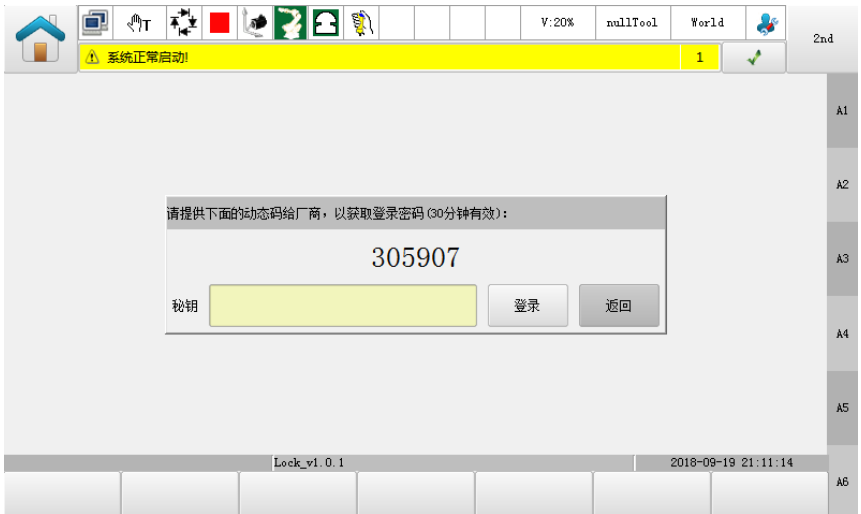 T V:20% nullTool World 2nd
系统正常启动! 1
A1
A2
请提供下面的动态码给厂商，以获取登录密码(30分钟有效):
305907
A3
秘钥 登录 返回
A4
A5
Lock_v1.0.1 2018-09-19 21:11:14
A6